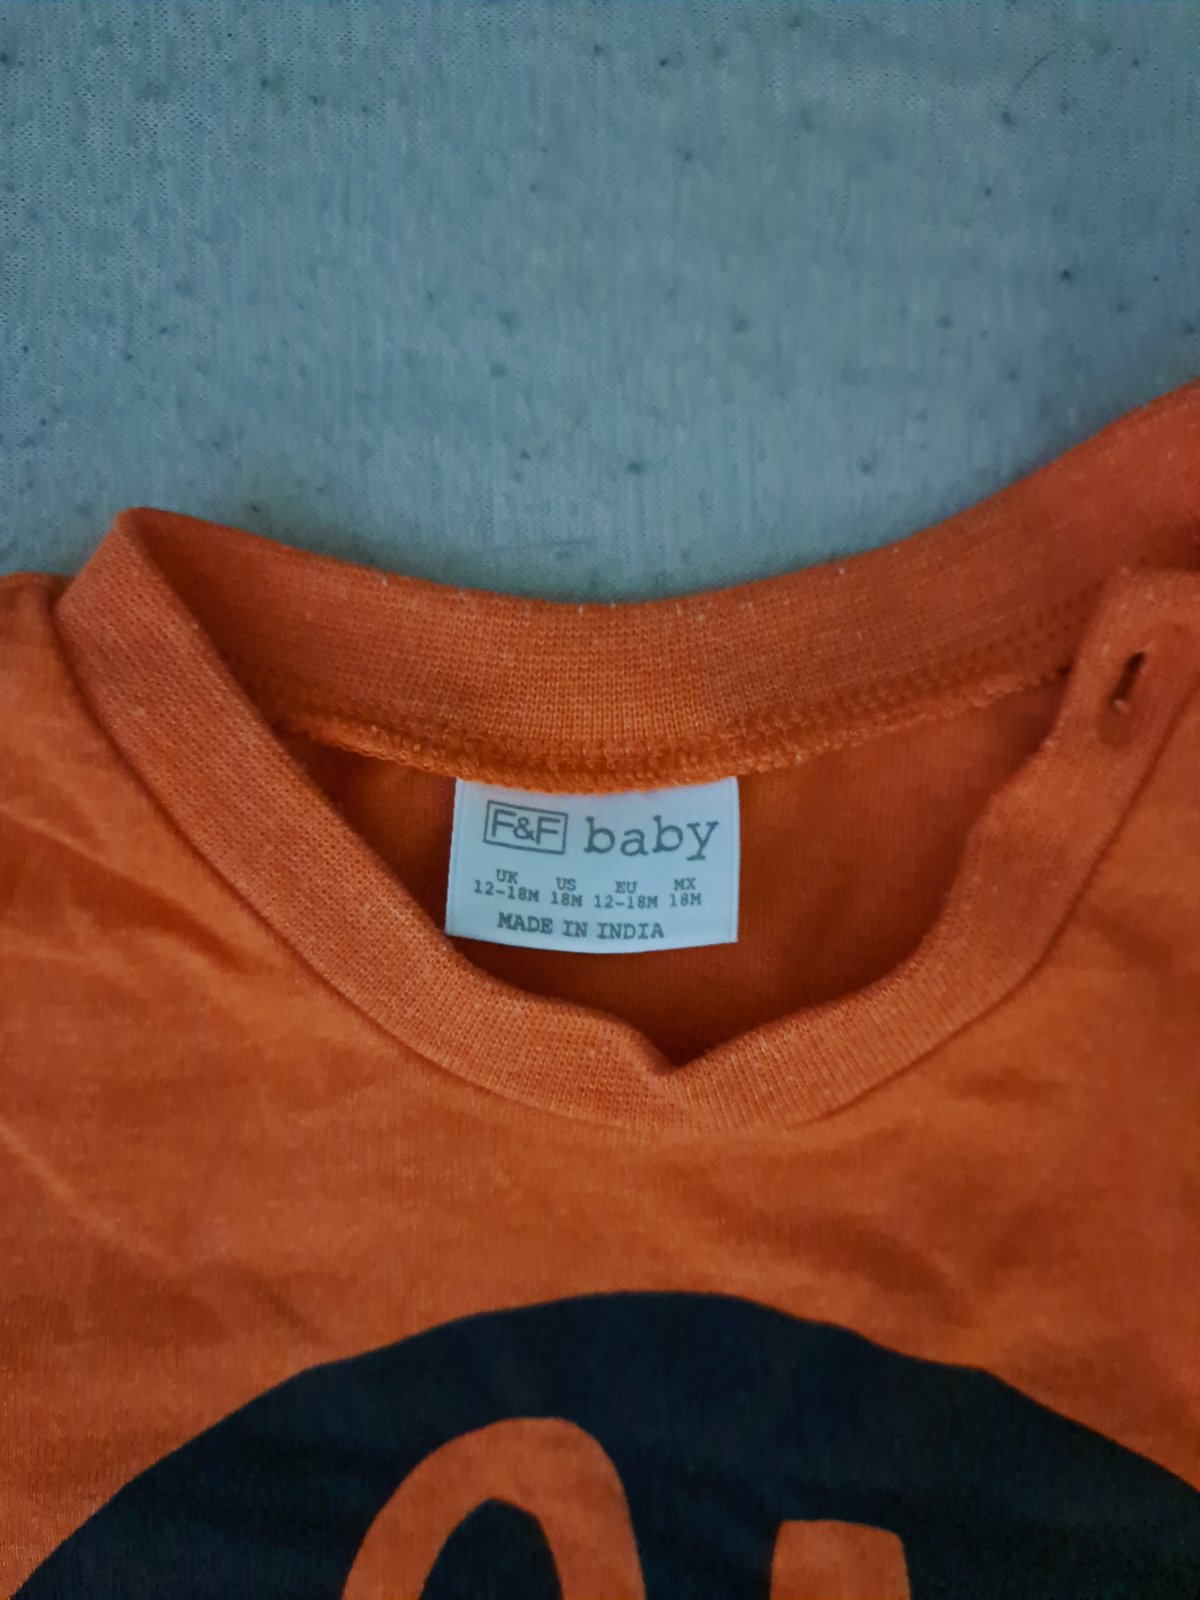 F&F baby
UK US EU MX
12-18M 18M 12-18M 18M
MADE IN INDIA